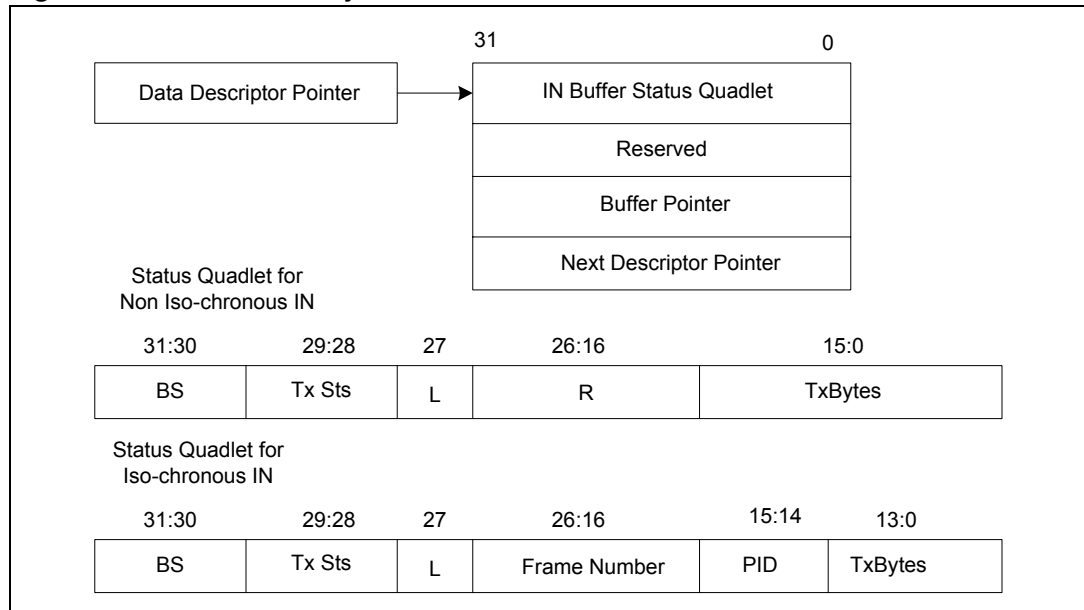 31 0
Data Descriptor Pointer
IN Buffer Status Quadlet
Reserved
Buffer Pointer
Next Descriptor Pointer
Status Quadlet for
Non Iso-chronous IN
31:30 29:28 27 26:16 15:0
BS Tx Sts L R TxBytes
Status Quadlet for
Iso-chronous IN
31:30 29:28 27 26:16 15:14 13:0
BS Tx Sts L Frame Number PID TxBytes